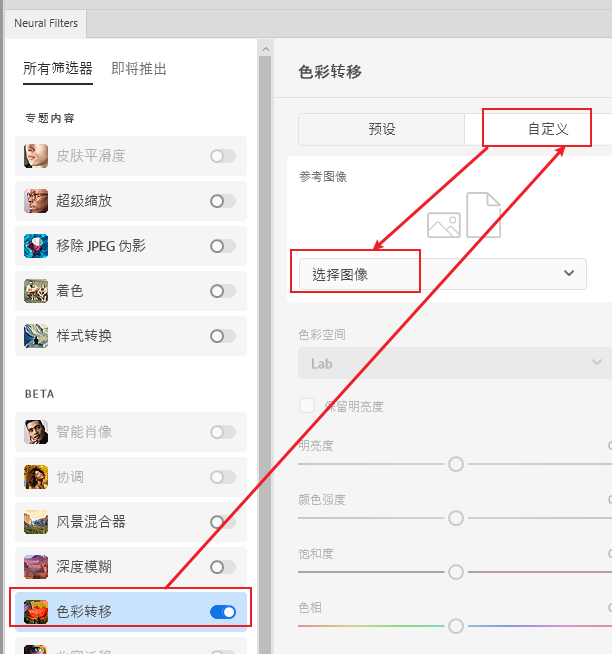 Neural Filters
所有筛选器
即将推出
专题内容
皮肤平滑度
超级缩放
移除 JPEG 伪影
着色
样式转换
BETA
智能肖像
协调
风景混合器
深度模糊
色彩转移
色彩转移
预设
自定义
参考图像
选择图像
色彩空间
Lab
保留明亮度
明亮度
颜色强度
饱和度
色相